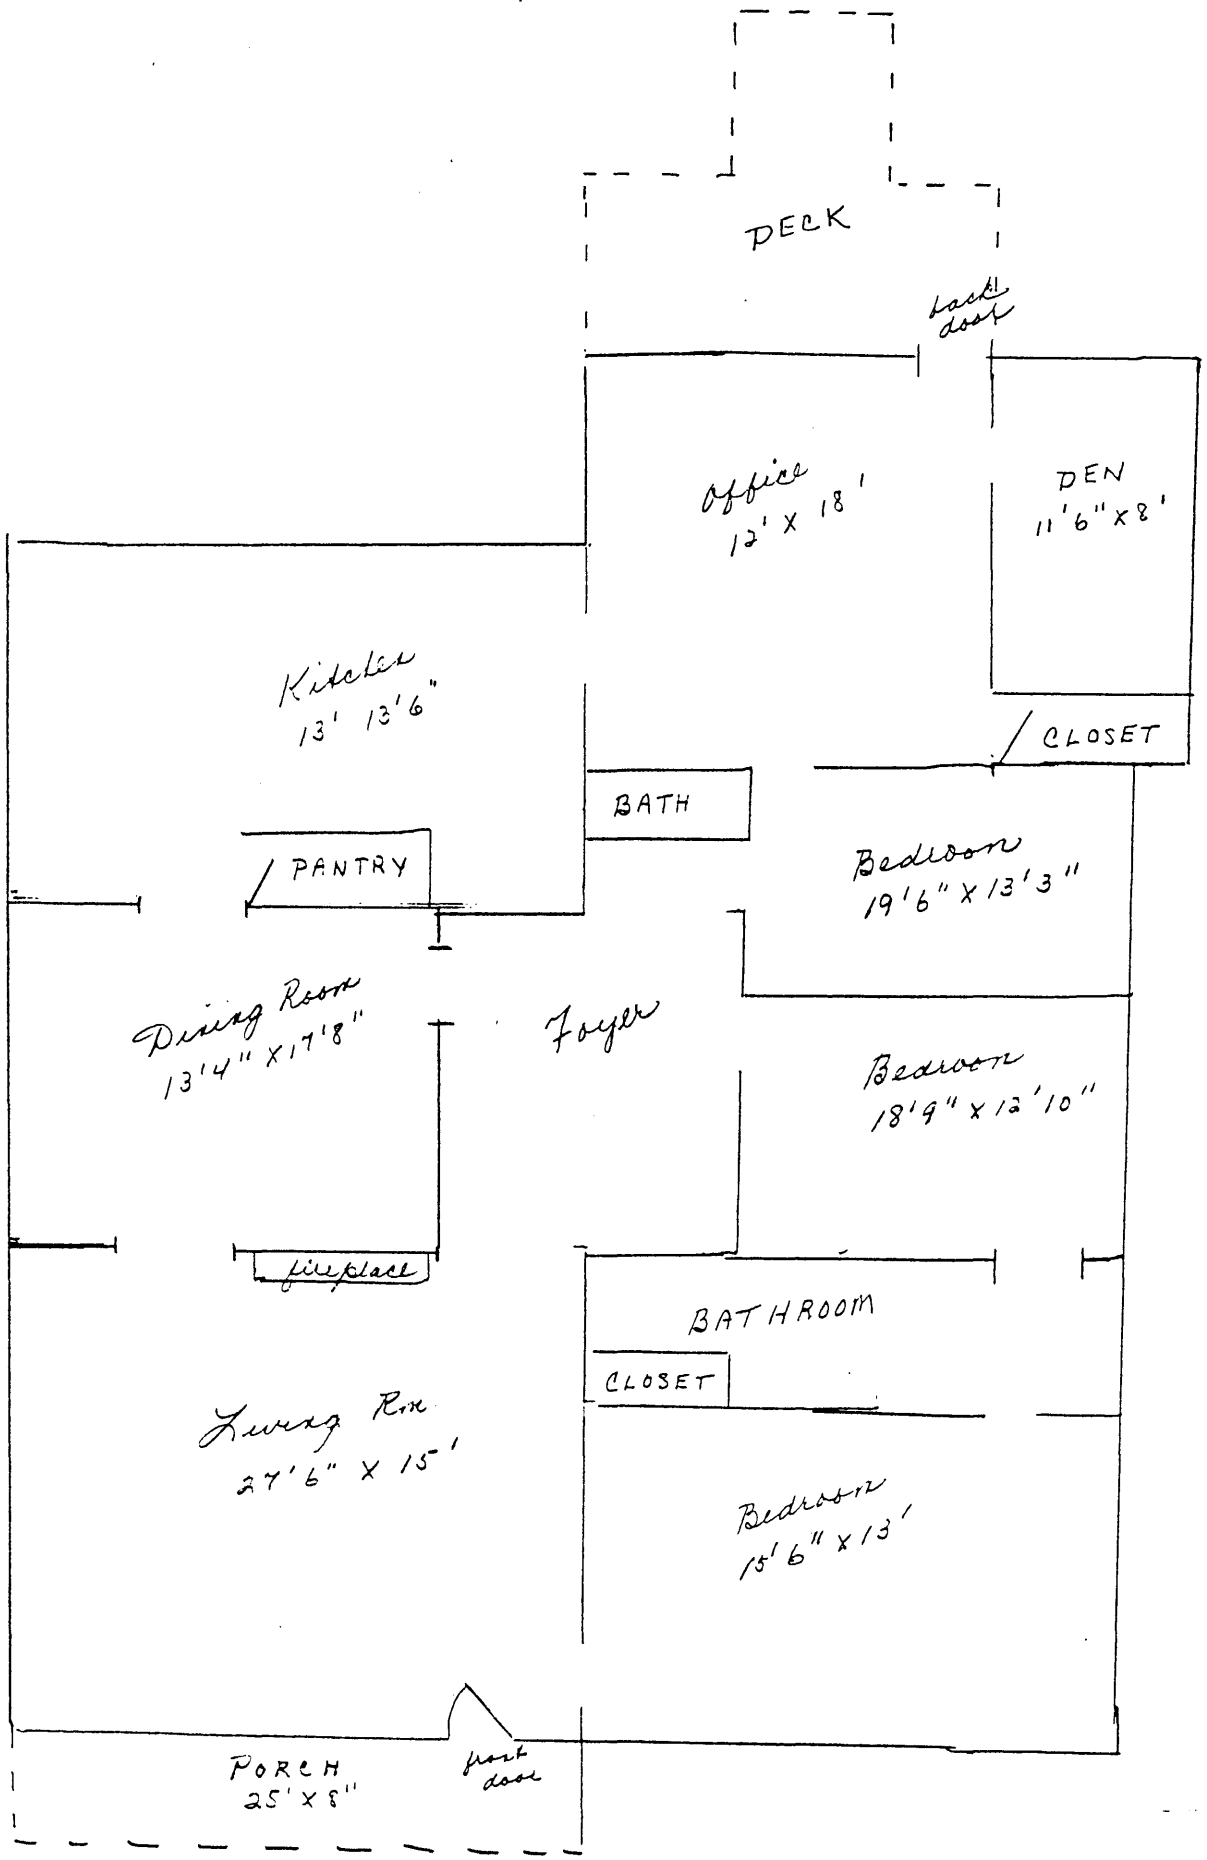 DECK
back
door
Office
12' X 18'
DEN
11'6" X 8'
Kitchen
13' 13'6"
CLOSET
BATH
PANTRY
Bedroom
19'6" X 13'3"
Dining Room
13'4" X 17'8"
Foyer
Bedroom
18'9" X 12'10"
fireplace
BATHROOM
CLOSET
Living Rm.
27'6" X 15'
Bedroom
15'6" X 13'
PORCH
25' X 8"
front
door